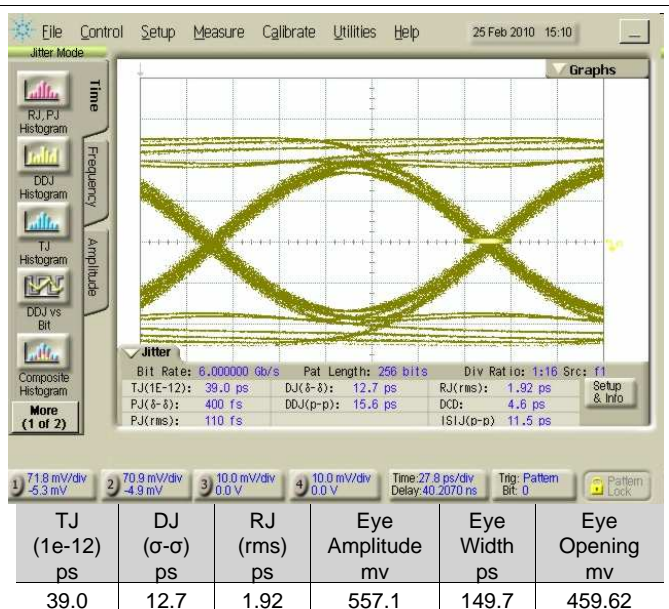 File Control Setup Measure Calibrate Utilities Help 25 Feb 2010 15:10
Jitter Mode
Graphs
Time
Frequency
Amplitude
RJ, PJ
Histogram
DDJ
Histogram
TJ
Histogram
DDJ vs
Bit
Composite
Histogram
More
(1 of 2)
Jitter
Bit Rate: 6.000000 Gb/s Pat Length: 256 bits Div Ratio: 1:16 Src: f1
TJ(1E-12): 39.0 ps DJ(δ-δ): 12.7 ps RJ(rms): 1.92 ps
PJ(δ-δ): 400 fs DDJ(p-p): 15.6 ps DCD: 4.6 ps
PJ(rms): 110 fs ISIJ(p-p) 11.5 ps
Setup
& Info
1) 71.8 mV/div 2) 70.9 mV/div 3) 10.0 mV/div 4) 10.0 mV/div Time:27.8 ps/div Trig: Pattern Pattern
-5.3 mV -4.9 mV 0.0 V 0.0 V Delay:40.2070 ns Bit: 0 Lock
TJ DJ RJ Eye Eye Eye
(1e-12) (σ-σ) (rms) Amplitude Width Opening
ps ps ps mv ps mv
39.0 12.7 1.92 557.1 149.7 459.62